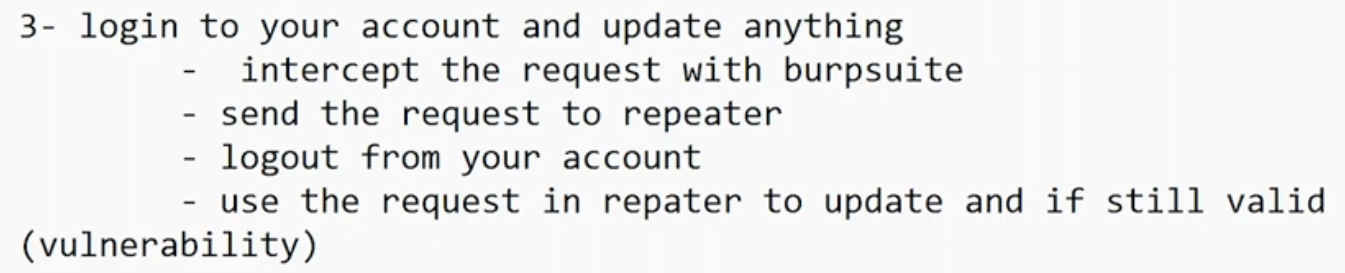 3- login to your account and update anything
- intercept the request with burpsuite
- send the request to repeater
- logout from your account
- use the request in repater to update and if still valid
(vulnerability)